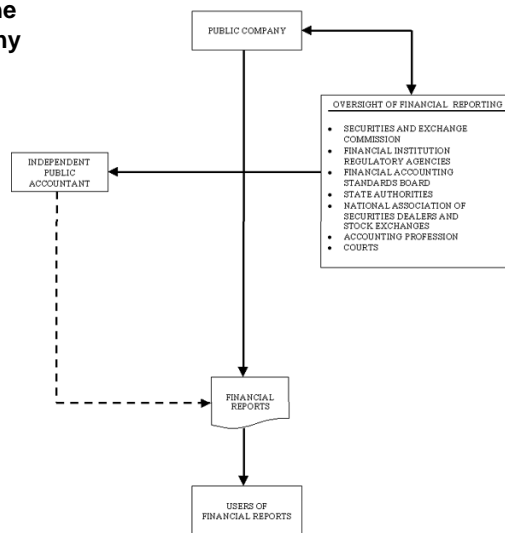 ne
ny
PUBLIC COMPANY
OVERSIGHT OF FINANCIAL REPORTING
• SECURITIES AND EXCHANGE
COMMISSION
• FINANCIAL INSTITUTION
REGULATORY AGENCIES
• FINANCIAL ACCOUNTING
STANDARDS BOARD
• STATE AUTHORITIES
• NATIONAL ASSOCIATION OF
SECURITIES DEALERS AND
STOCK EXCHANGES
• ACCOUNTING PROFESSION
• COURTS
INDEPENDENT
PUBLIC
ACCOUNTANT
FINANCIAL
REPORTS
USERS OF
FINANCIAL REPORTS